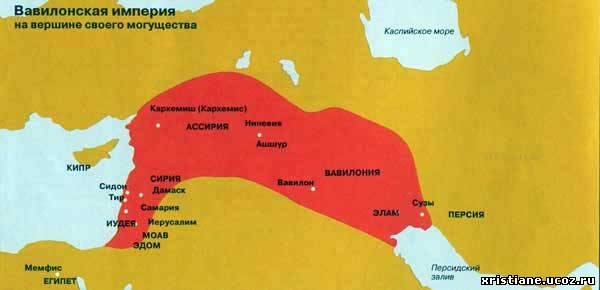 Вавилонская империя
на вершине своего могущества
Каспийское море
Кархемиш (Кархемис)
АССИРИЯ
Ниневия
Ашшур
КИПР
СИРИЯ
Сидон
Дамаск
Тир
Самария
ИУДЕЯ
Иерусалим
МОАВ
ЭДОМ
Вавилон
ВАВИЛОНИЯ
ЭЛАМ
Сузы
ПЕРСИЯ
Мемфис
ЕГИПЕТ
Персидский
залив
xristiane.ucoz.ru